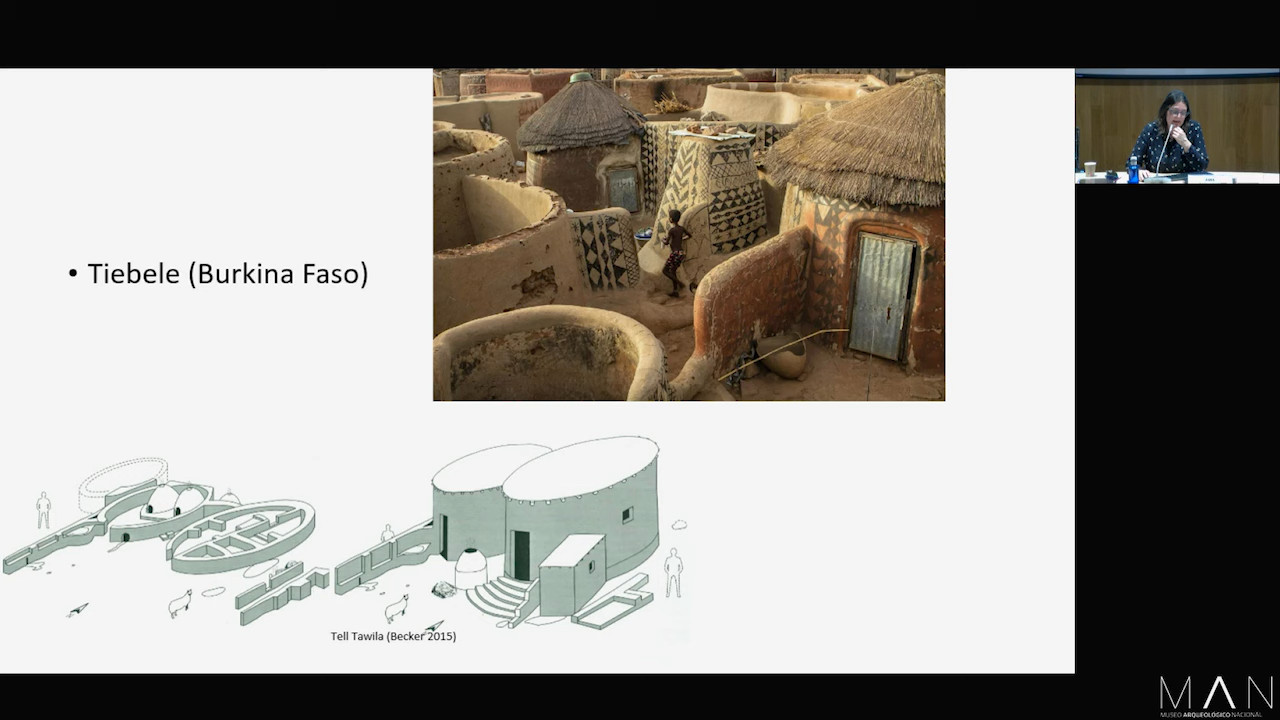 • Tiebele (Burkina Faso)
Tell Tawila (Becker 2015)
MAN
MUSEO ARQUEOLÓGICO NACIONAL